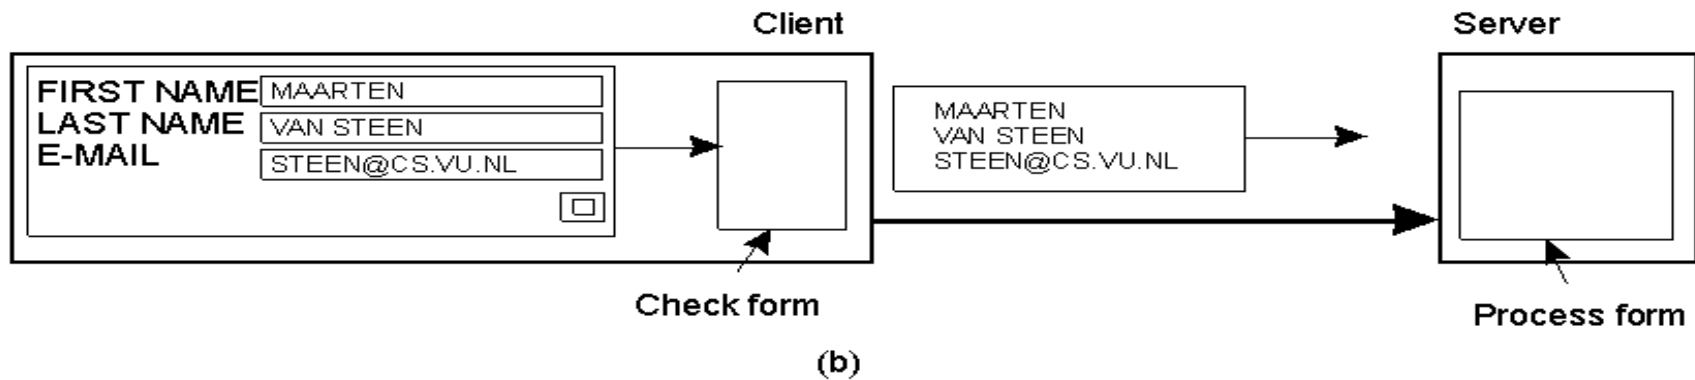 Client
Server
FIRST NAME MAARTEN
LAST NAME VAN STEEN
E-MAIL STEEN@CS.VU.NL
MAARTEN
VAN STEEN
STEEN@CS.VU.NL
Check form
Process form
(b)